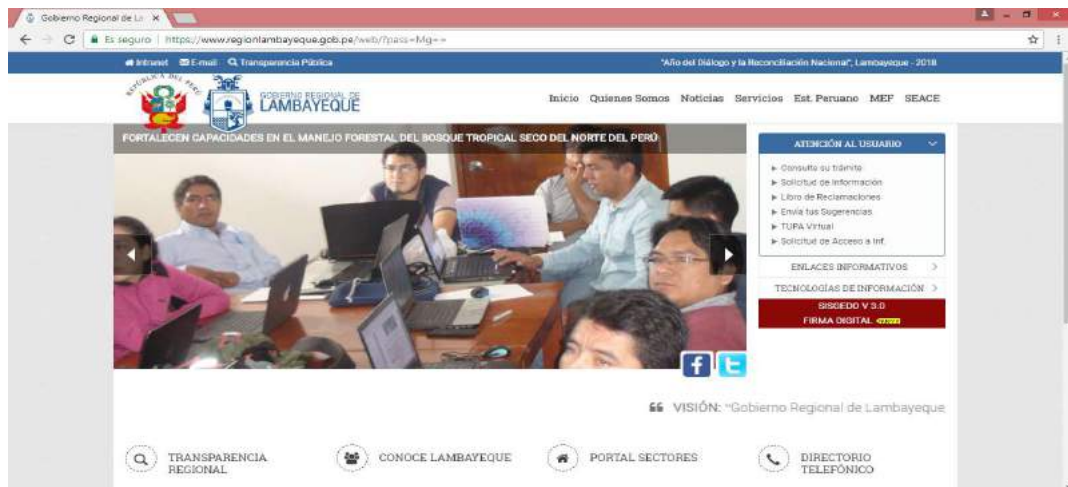 Gobierno Regional de La
Es seguro | https://www.regionlambayeque.gob.pe/web/?pass=Mg==
Intranet E-mail Transparencia Pública "Año del Diálogo y la Reconciliación Nacional", Lambayeque - 2018
REPÚBLICA DEL PERÚ
GOBIERNO REGIONAL DE
LAMBAYEQUE
Inicio Quienes Somos Noticias Servicios Est. Peruano MEF SEACE
FORTALECEN CAPACIDADES EN EL MANEJO FORESTAL DEL BOSQUE TROPICAL SECO DEL NORTE DEL PERÚ
ATENCIÓN AL USUARIO
Consulte su trámite
Solicitud de Información
Libro de Reclamaciones
Envía tus Sugerencias
TUPA Virtual
Solicitud de Acceso a Inf.
ENLACES INFORMATIVOS
TECNOLOGÍAS DE INFORMACIÓN
SISGEDO V 3.0
FIRMA DIGITAL
VISIÓN: "Gobierno Regional de Lambayeque
TRANSPARENCIA
REGIONAL
CONOCE LAMBAYEQUE
PORTAL SECTORES
DIRECTORIO
TELEFÓNICO